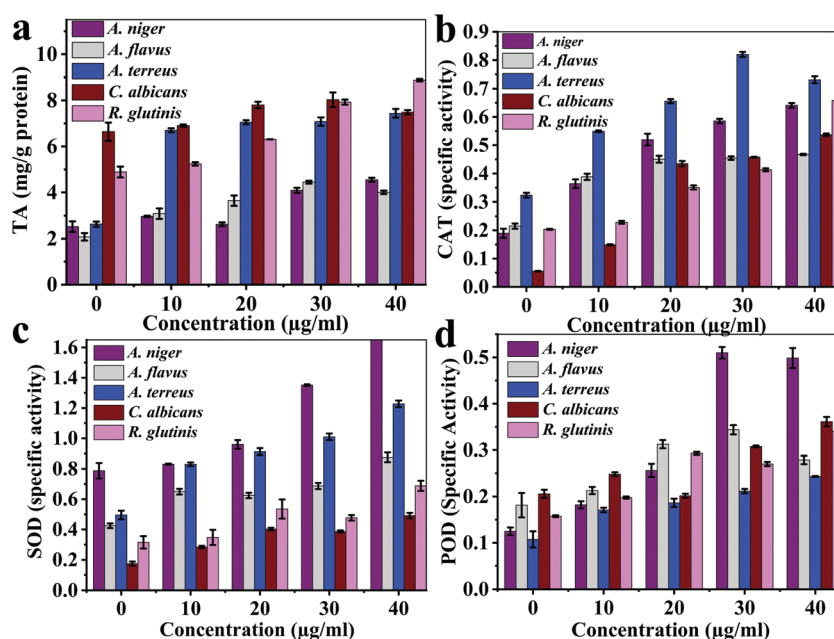 a
TA (mg/g protein)
10
8
6
4
2
0
A. niger
A. flavus
A. terreus
C. albicans
R. glutinis
0 10 20 30 40
Concentration (µg/ml)
b
CAT (specific activity)
0.9
0.8
0.7
0.6
0.5
0.4
0.3
0.2
0.1
0.0
A. niger
A. flavus
A. terreus
C. albicans
R. glutinis
0 10 20 30 40
Concentration (µg/ml)
c
SOD (specific activity)
1.6
1.4
1.2
1.0
0.8
0.6
0.4
0.2
0.0
A. niger
A. flavus
A. terreus
C. albicans
R. glutinis
0 10 20 30 40
Concentration (µg/ml)
d
POD (Specific Activity)
0.5
0.4
0.3
0.2
0.1
0.0
A. niger
A. flavus
A. terreus
C. albicans
R. glutinis
0 10 20 30 40
Concentration (µg/ml)